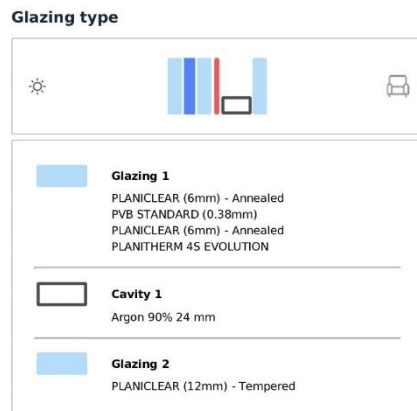 Glazing type
Glazing 1
PLANICLEAR (6mm) - Annealed
PVB STANDARD (0.38mm)
PLANICLEAR (6mm) - Annealed
PLANITHERM 4S EVOLUTION
Cavity 1
Argon 90% 24 mm
Glazing 2
PLANICLEAR (12mm) - Tempered